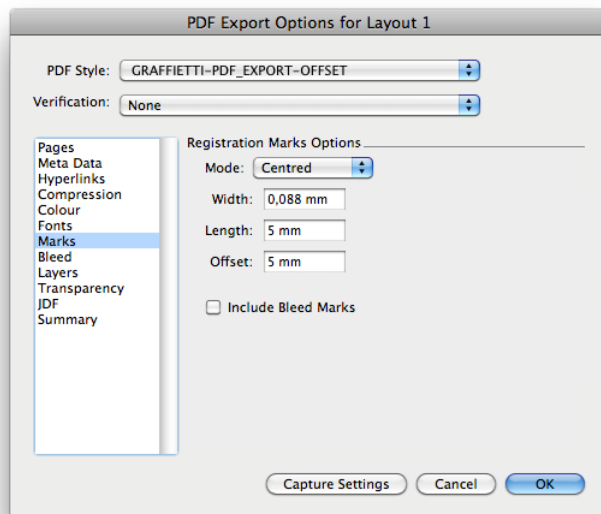 PDF Export Options for Layout 1
PDF Style: GRAFFIETTI-PDF_EXPORT-OFFSET
Verification: None
Pages
Meta Data
Hyperlinks
Compression
Colour
Fonts
Marks
Bleed
Layers
Transparency
JDF
Summary
Registration Marks Options
Mode: Centred
Width: 0,088 mm
Length: 5 mm
Offset: 5 mm
Include Bleed Marks
Capture Settings Cancel OK